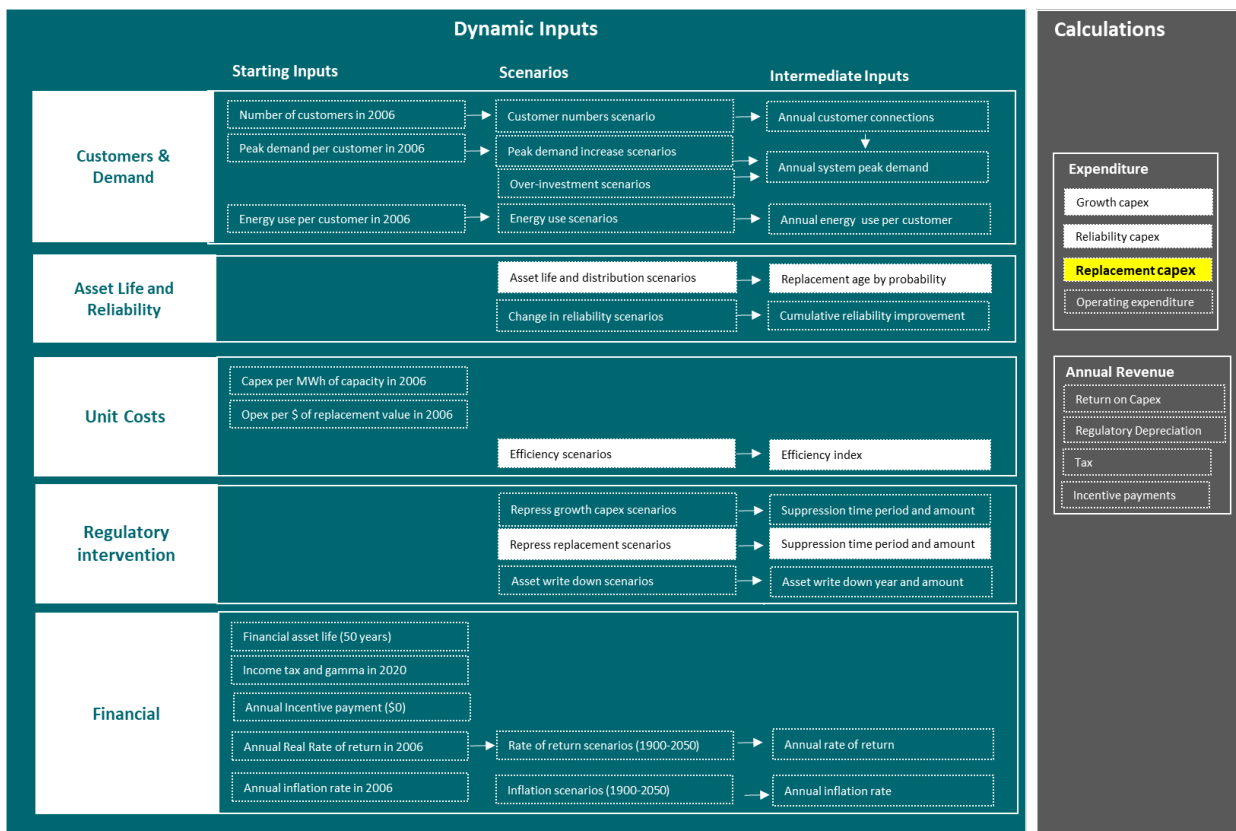 Dynamic Inputs
Calculations
Starting Inputs
Scenarios
Intermediate Inputs
Customers &
Demand
Number of customers in 2006
Customer numbers scenario
Annual customer connections
Peak demand per customer in 2006
Peak demand increase scenarios
Annual system peak demand
Over-investment scenarios
Energy use per customer in 2006
Energy use scenarios
Annual energy use per customer
Asset Life and
Reliability
Asset life and distribution scenarios
Replacement age by probability
Change in reliability scenarios
Cumulative reliability improvement
Unit Costs
Capex per MWh of capacity in 2006
Opex per $ of replacement value in 2006
Efficiency scenarios
Efficiency index
Regulatory
intervention
Repress growth capex scenarios
Suppression time period and amount
Repress replacement scenarios
Suppression time period and amount
Asset write down scenarios
Asset write down year and amount
Financial
Financial asset life (50 years)
Income tax and gamma in 2020
Annual Incentive payment ($0)
Annual Real Rate of return in 2006
Rate of return scenarios (1900-2050)
Annual rate of return
Annual inflation rate in 2006
Inflation scenarios (1900-2050)
Annual inflation rate
Expenditure
Growth capex
Reliability capex
Replacement capex
Operating expenditure
Annual Revenue
Return on Capex
Regulatory Depreciation
Tax
Incentive payments